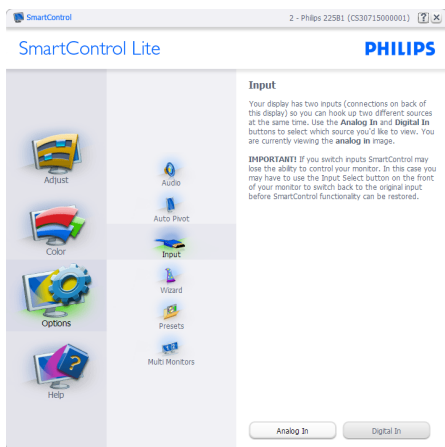 SmartControl
2 - Philips 225B1 (CS30715000001)
SmartControl Lite
PHILIPS
Adjust
Color
Options
Help
Audio
Auto Pivot
Input
Wizard
Presets
Multi Monitors
Input
Your display has two inputs (connections on back of
this display) so you can hook up two different sources
at the same time. Use the Analog In and Digital In
buttons to select which source you'd like to view. You
are currently viewing the analog in image.
IMPORTANT! If you switch inputs SmartControl may
lose the ability to control your monitor. In this case you
may have to use the Input Select button on the front
of your monitor to switch back to the original input
before SmartControl functionality can be restored.
Analog In
Digital In